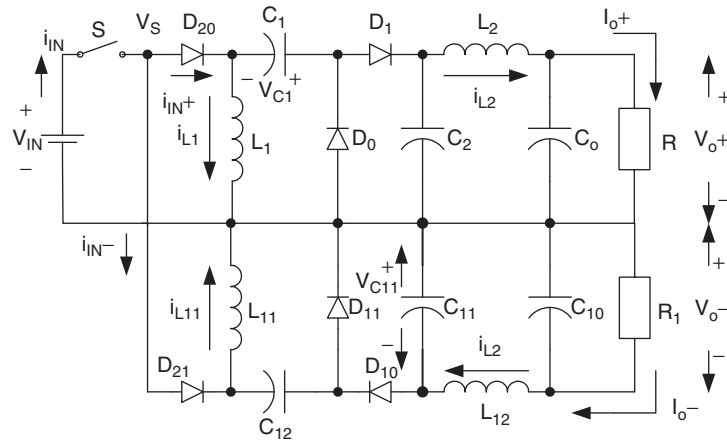 i_IN S V_S D_20 C_1 D_1 L_2 I_o+
− V_C1 +
+ V_IN −
i_IN+
i_L1 L_1 D_0 C_2 i_L2 C_o R + V_o+ −
i_IN− i_L11 L_11 D_11 + V_C11 − C_11 C_10 R_1 + V_o− −
D_21 D_10 i_L2
C_12 L_12 I_o−